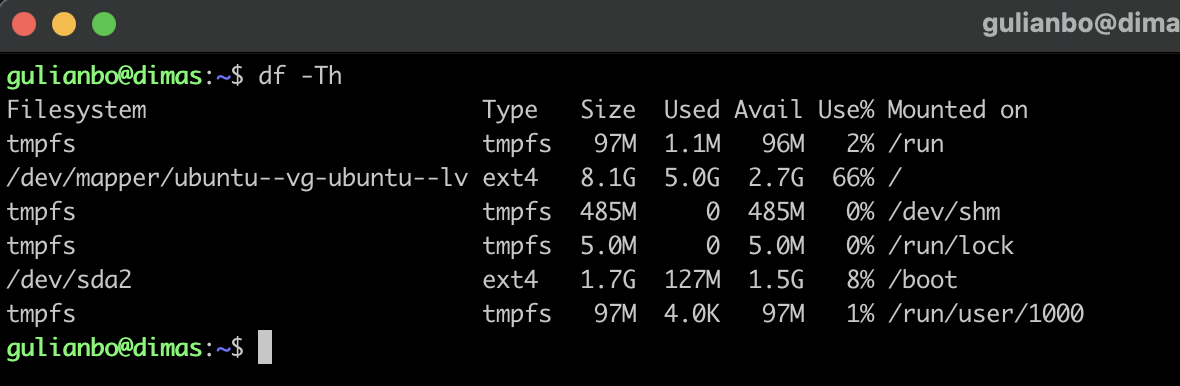 gulianbo@dima
gulianbo@dimas:~$ df -Th
Filesystem                        Type   Size  Used Avail Use% Mounted on
tmpfs                             tmpfs   97M  1.1M   96M   2% /run
/dev/mapper/ubuntu--vg-ubuntu--lv ext4   8.1G  5.0G  2.7G  66% /
tmpfs                             tmpfs  485M     0  485M   0% /dev/shm
tmpfs                             tmpfs  5.0M     0  5.0M   0% /run/lock
/dev/sda2                         ext4   1.7G  127M  1.5G   8% /boot
tmpfs                             tmpfs   97M  4.0K   97M   1% /run/user/1000
gulianbo@dimas:~$